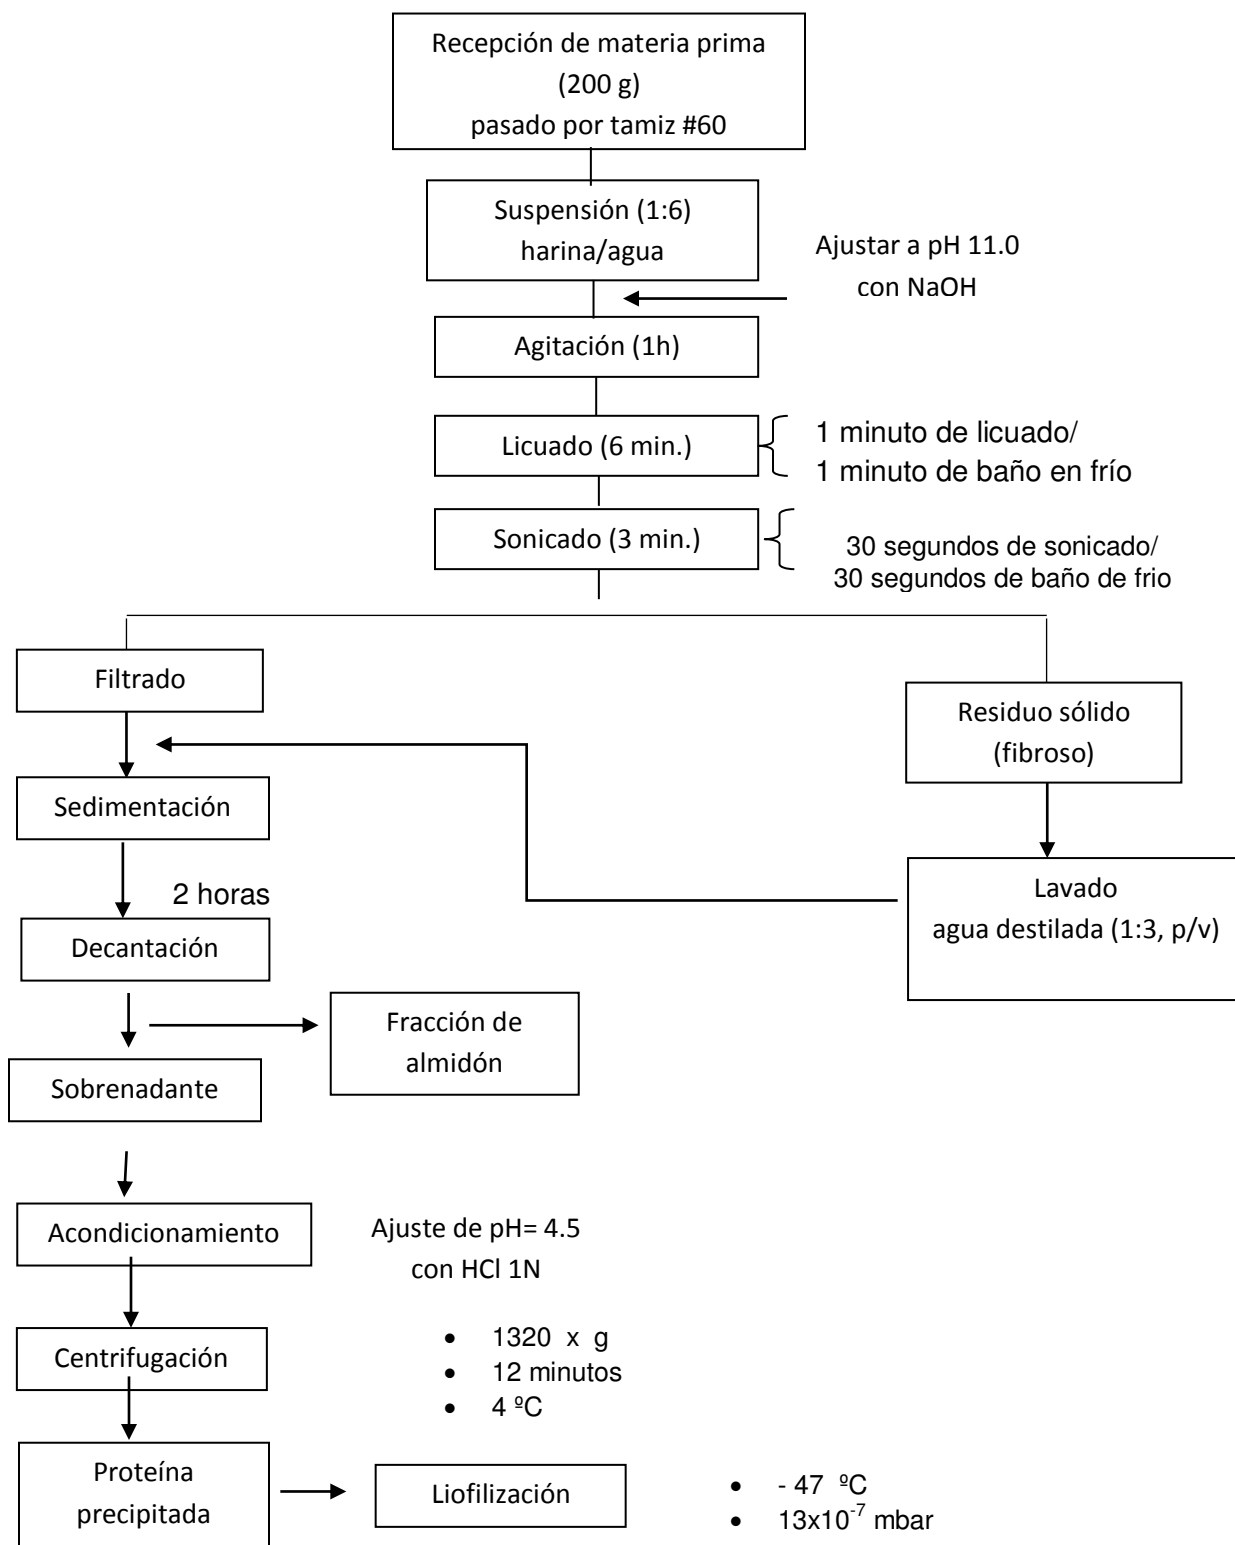 Recepción de materia prima
(200 g)
pasado por tamiz #60
Suspensión (1:6)
harina/agua
Ajustar a pH 11.0
con NaOH
Agitación (1h)
Licuado (6 min.)
1 minuto de licuado/
1 minuto de baño en frío
Sonicado (3 min.)
30 segundos de sonicado/
30 segundos de baño de frio
Filtrado
Residuo sólido
(fibroso)
Sedimentación
Lavado
agua destilada (1:3, p/v)
2 horas
Decantación
Fracción de
almidón
Sobrenadante
Acondicionamiento
Ajuste de pH= 4.5
con HCl 1N
Centrifugación
• 1320 x g
• 12 minutos
• 4 ºC
Proteína
precipitada
Liofilización
• - 47 ºC
• 13x10⁻⁷ mbar